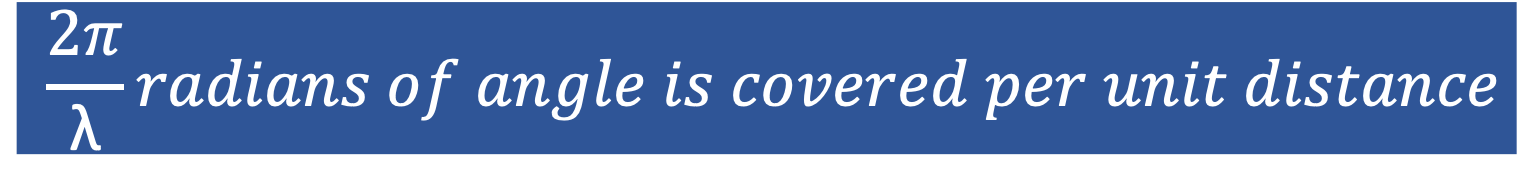 2π/λ radians of angle is covered per unit distance